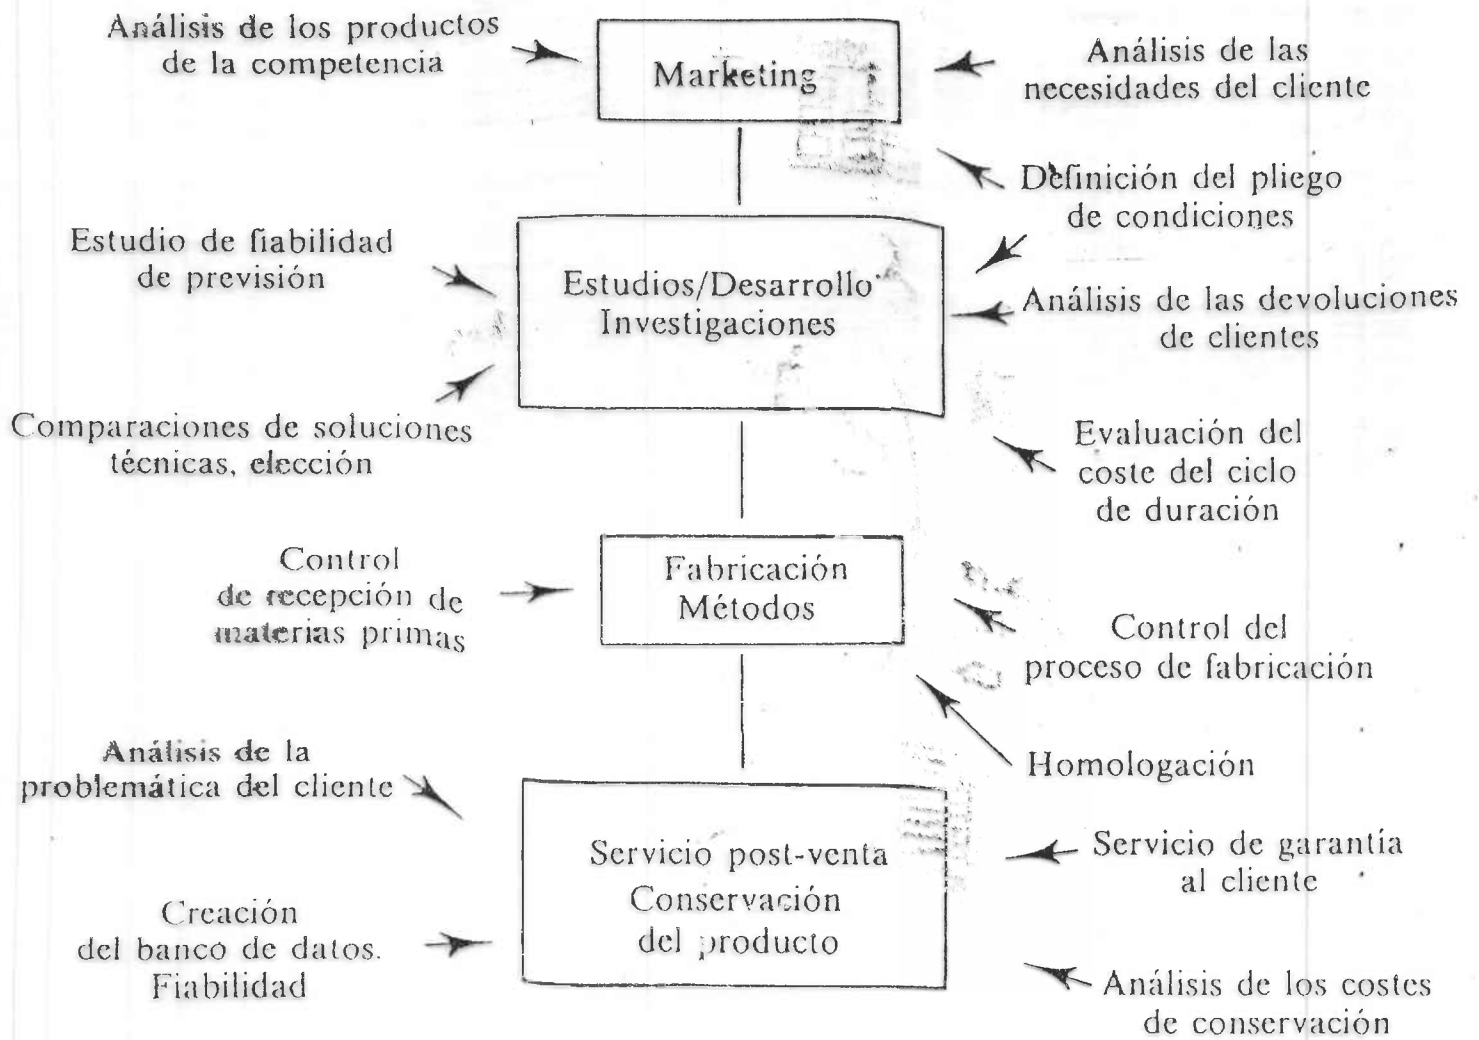 Análisis de los productos
de la competencia
Marketing
Análisis de las
necesidades del cliente
Definición del pliego
de condiciones
Estudio de fiabilidad
de previsión
Estudios/Desarrollo
Investigaciones
Análisis de las devoluciones
de clientes
Comparaciones de soluciones
técnicas, elección
Evaluación del
coste del ciclo
de duración
Control
de recepción de
materias primas
Fabricación
Métodos
Control del
proceso de fabricación
Homologación
Análisis de la
problemática del cliente
Servicio post-venta
Conservación
del producto
Servicio de garantía
al cliente
Creación
del banco de datos.
Fiabilidad
Análisis de los costes
de conservación